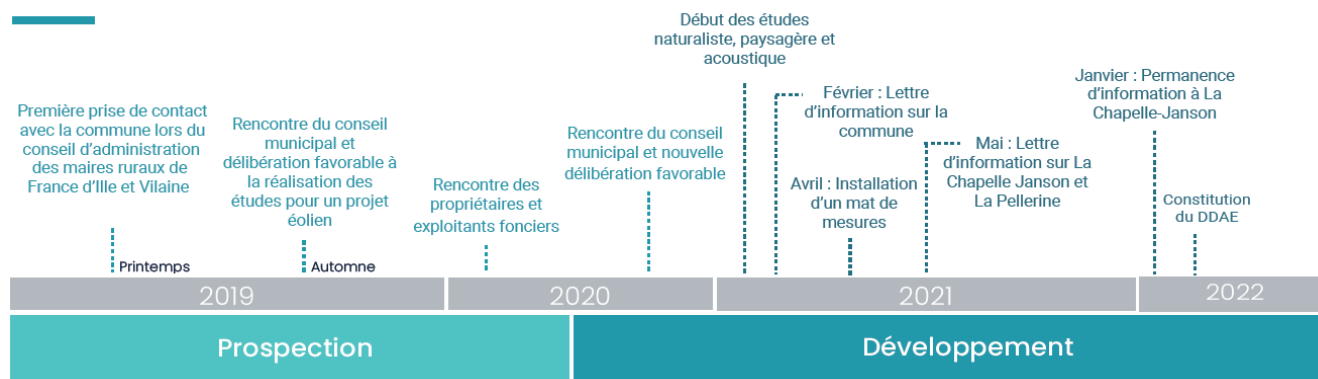 Première prise de contact
avec la commune lors du
conseil d'administration
des maires ruraux de
France d'Ille et Vilaine
Printemps
Rencontre du conseil
municipal et
délibération favorable à
la réalisation des
études pour un projet
éolien
Automne
Rencontre des
propriétaires et
exploitants fonciers
Rencontre du conseil
municipal et nouvelle
délibération favorable
Début des études
naturaliste, paysagère et
acoustique
Février : Lettre
d'information sur la
commune
Avril : Installation
d'un mat de
mesures
Mai : Lettre
d'information sur La
Chapelle Janson et
La Pellerine
Janvier : Permanence
d'information à La
Chapelle-Janson
Constitution
du DDAE
2019
2020
2021
2022
Prospection
Développement